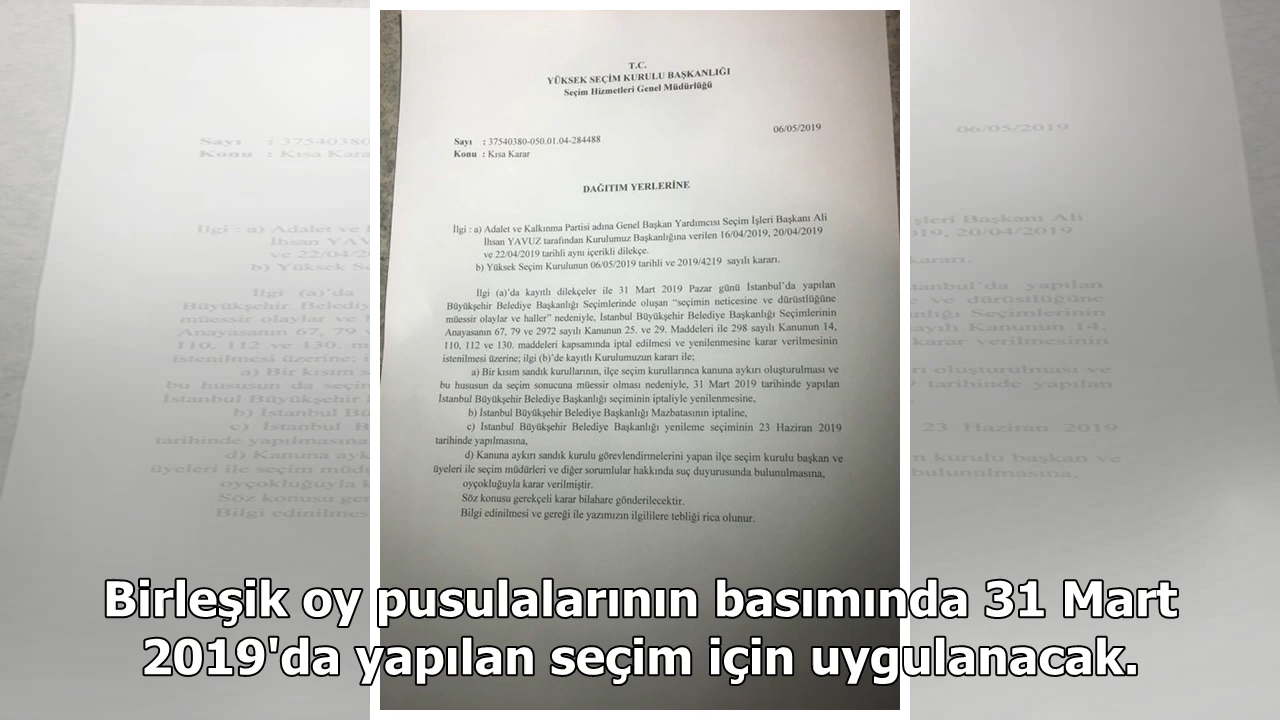 T.C.
YÜKSEK SEÇİM KURULU BAŞKANLIĞI
Seçim Hizmetleri Genel Müdürlüğü
06/05/2019
Sayı : 37540380-050.01.04-284488
Konu : Kısa Karar
DAĞITIM YERLERİNE
İlgi : a) Adalet ve Kalkınma Partisi adına Genel Başkan Yardımcısı Seçim İşleri Başkanı Ali
İhsan YAVUZ tarafından Kurulumuz Başkanlığına verilen 16/04/2019, 20/04/2019
ve 22/04/2019 tarihli aynı içerikli dilekçe.
b) Yüksek Seçim Kurulunun 06/05/2019 tarihli ve 2019/4219 sayılı kararı.
İlgi (a)’da kayıtlı dilekçeler ile 31 Mart 2019 Pazar günü İstanbul’da yapılan
Büyükşehir Belediye Başkanlığı Seçimlerinde oluşan “seçimin neticesine ve dürüstlüğüne
müessir olaylar ve haller” nedeniyle, İstanbul Büyükşehir Belediye Başkanlığı Seçimlerinin
Anayasanın 67, 79 ve 2972 sayılı Kanunun 25. ve 29. Maddeleri ile 298 sayılı Kanunun 14,
110, 112 ve 130. maddeleri kapsamında iptal edilmesi ve yenilenmesine karar verilmesinin
istenilmesi üzerine; ilgi (b)’de kayıtlı Kurulumuzun kararı ile;
a) Bir kısım sandık kurullarının, ilçe seçim kurullarınca kanuna aykırı oluşturulması ve
bu hususun da seçim sonucuna müessir olması nedeniyle, 31 Mart 2019 tarihinde yapılan
İstanbul Büyükşehir Belediye Başkanlığı seçiminin iptaliyle yenilenmesine,
b) İstanbul Büyükşehir Belediye Başkanlığı Mazbatasının iptaline,
c) İstanbul Büyükşehir Belediye Başkanlığı yenileme seçiminin 23 Haziran 2019
tarihinde yapılmasına,
d) Kanuna aykırı sandık kurulu görevlendirmelerini yapan ilçe seçim kurulu başkan ve
üyeleri ile seçim müdürleri ve diğer sorumlular hakkında suç duyurusunda bulunulmasına,
oyçokluğuyla karar verilmiştir.
Söz konusu gerekçeli karar bilahare gönderilecektir.
Bilgi edinilmesi ve gereği ile yazımızın ilgililere tebliği rica olunur.
Birleşik oy pusulalarının basımında 31 Mart
2019'da yapılan seçim için uygulanacak.